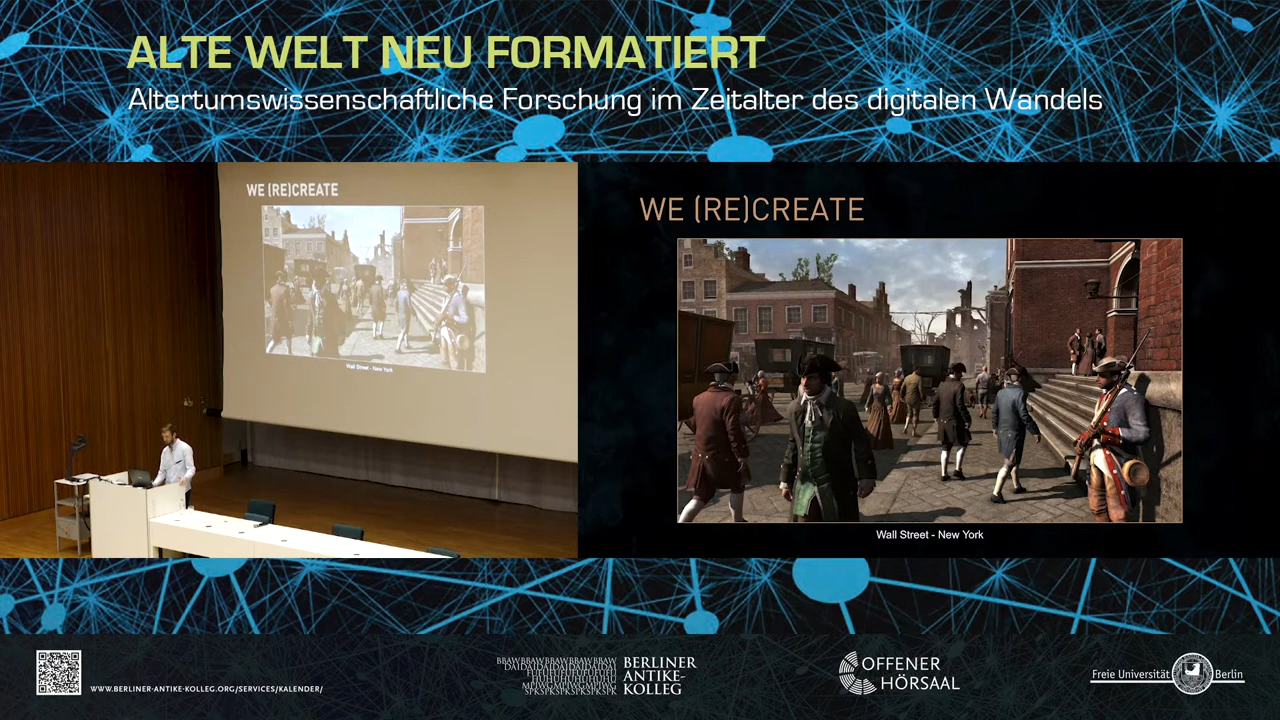 ALTE WELT NEU FORMATIERT
Altertumswissenschaftliche Forschung im Zeitalter des digitalen Wandels
WE (RE)CREATE
Wall Street - New York
WE (RE)CREATE
Wall Street - New York
WWW.BERLINER-ANTIKE-KOLLEG.ORG/SERVICES/KALENDER/
BERLINER
ANTIKE-
KOLLEG
OFFENER
HÖRSAAL
Freie Universität Berlin